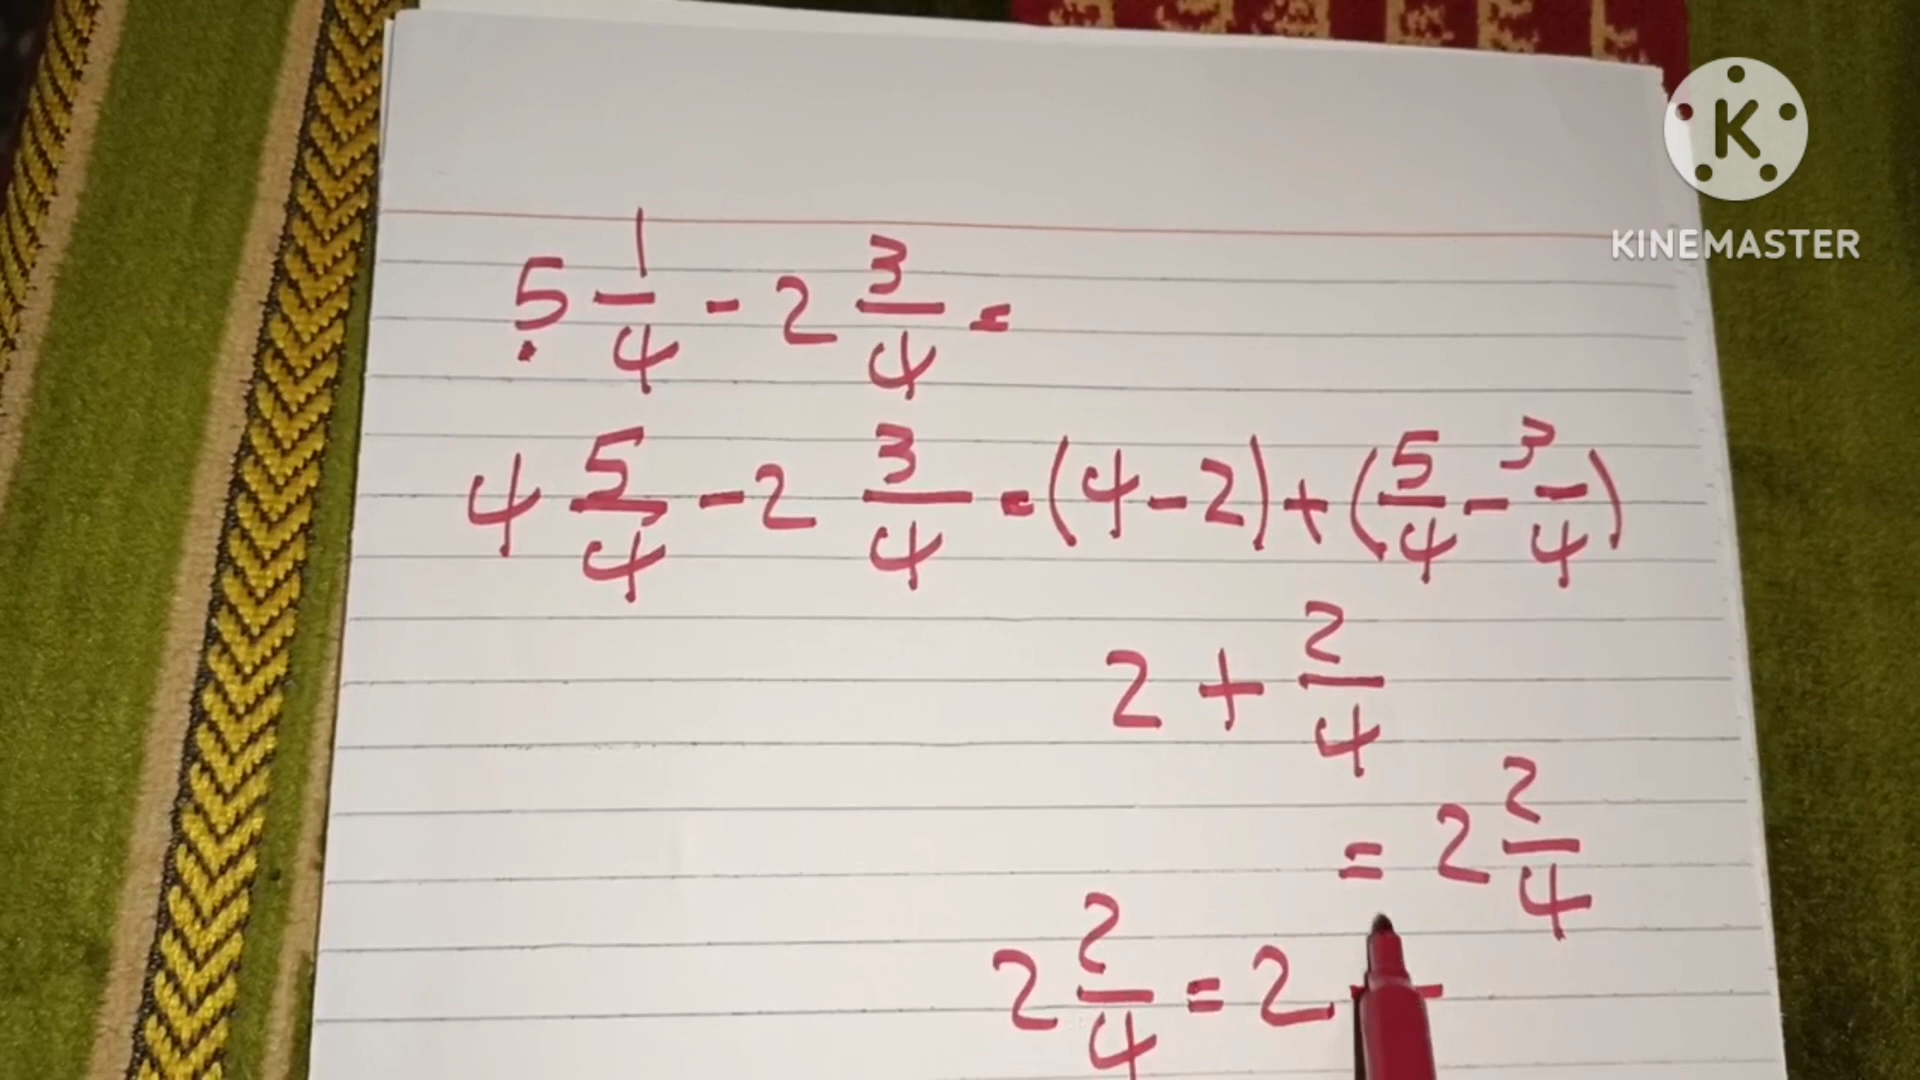 K
KINEMASTER
5 1/4 - 2 3/4 =
4 5/4 - 2 3/4 = (4 - 2) + (5/4 - 3/4)
2 + 2/4
= 2 2/4
2 2/4 = 2